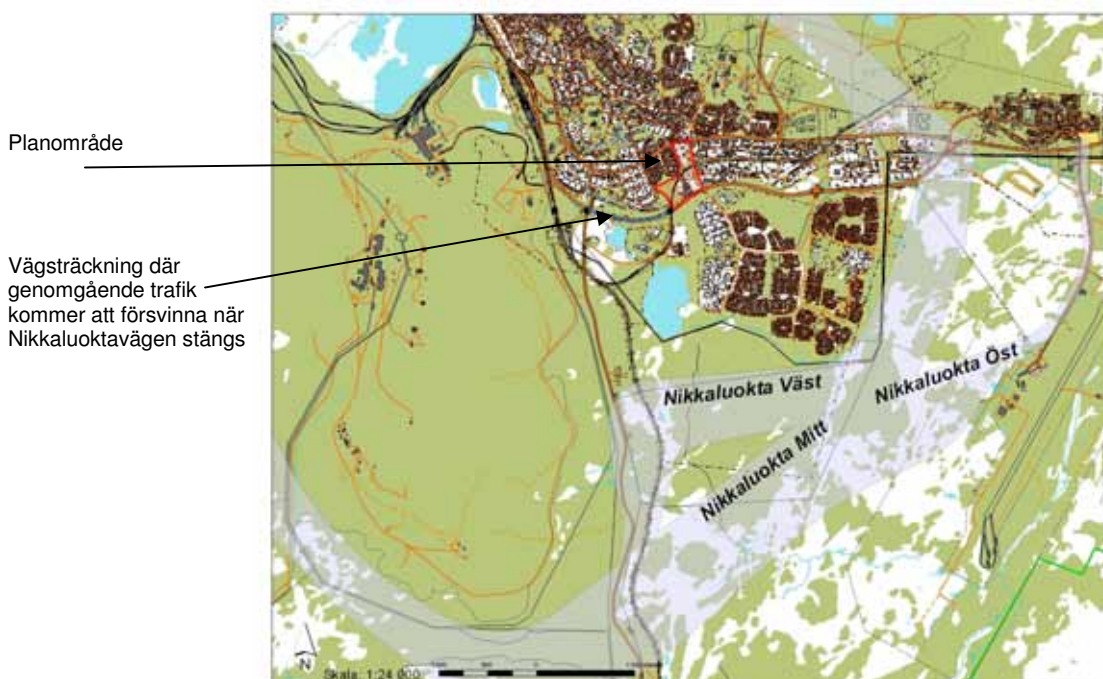 Planområde
Vägsträckning där
genomgående trafik
kommer att försvinna när
Nikkaluoktavägen stängs
Nikkaluokta Väst
Nikkaluokta Öst
Nikkaluokta Mitt
N
Skala: 1:24 000